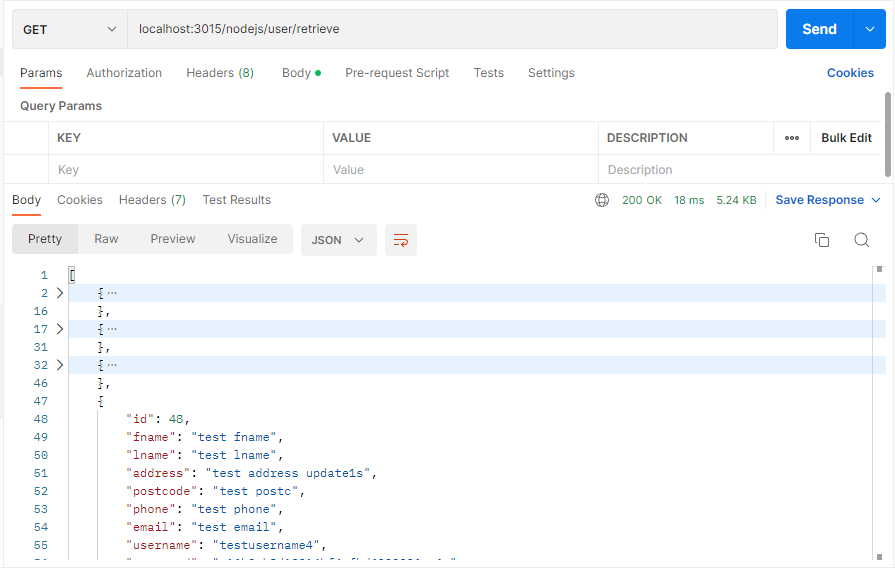 GET localhost:3015/nodejs/user/retrieve Send
Params Authorization Headers (8) Body Pre-request Script Tests Settings Cookies
Query Params
KEY VALUE DESCRIPTION ooo Bulk Edit
Key Value Description
Body Cookies Headers (7) Test Results 200 OK 18 ms 5.24 KB Save Response
Pretty Raw Preview Visualize JSON
1 [
2 { ...
16 },
17 { ...
31 },
32 { ...
46 },
47 {
48 "id": 48,
49 "fname": "test fname",
50 "lname": "test lname",
51 "address": "test address update1s",
52 "postcode": "test postc",
53 "phone": "test phone",
54 "email": "test email",
55 "username": "testusername4",